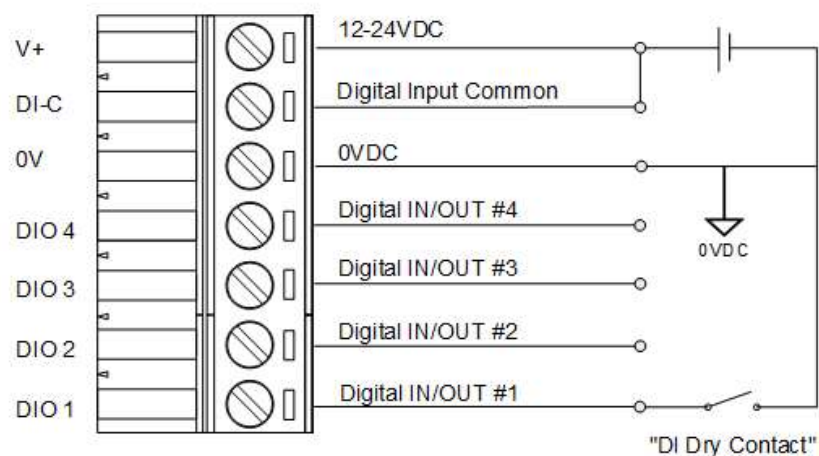 V+
12-24VDC
DI-C
Digital Input Common
0V
0VDC
DIO 4
Digital IN/OUT #4
0VDC
DIO 3
Digital IN/OUT #3
DIO 2
Digital IN/OUT #2
DIO 1
Digital IN/OUT #1
"DI Dry Contact"